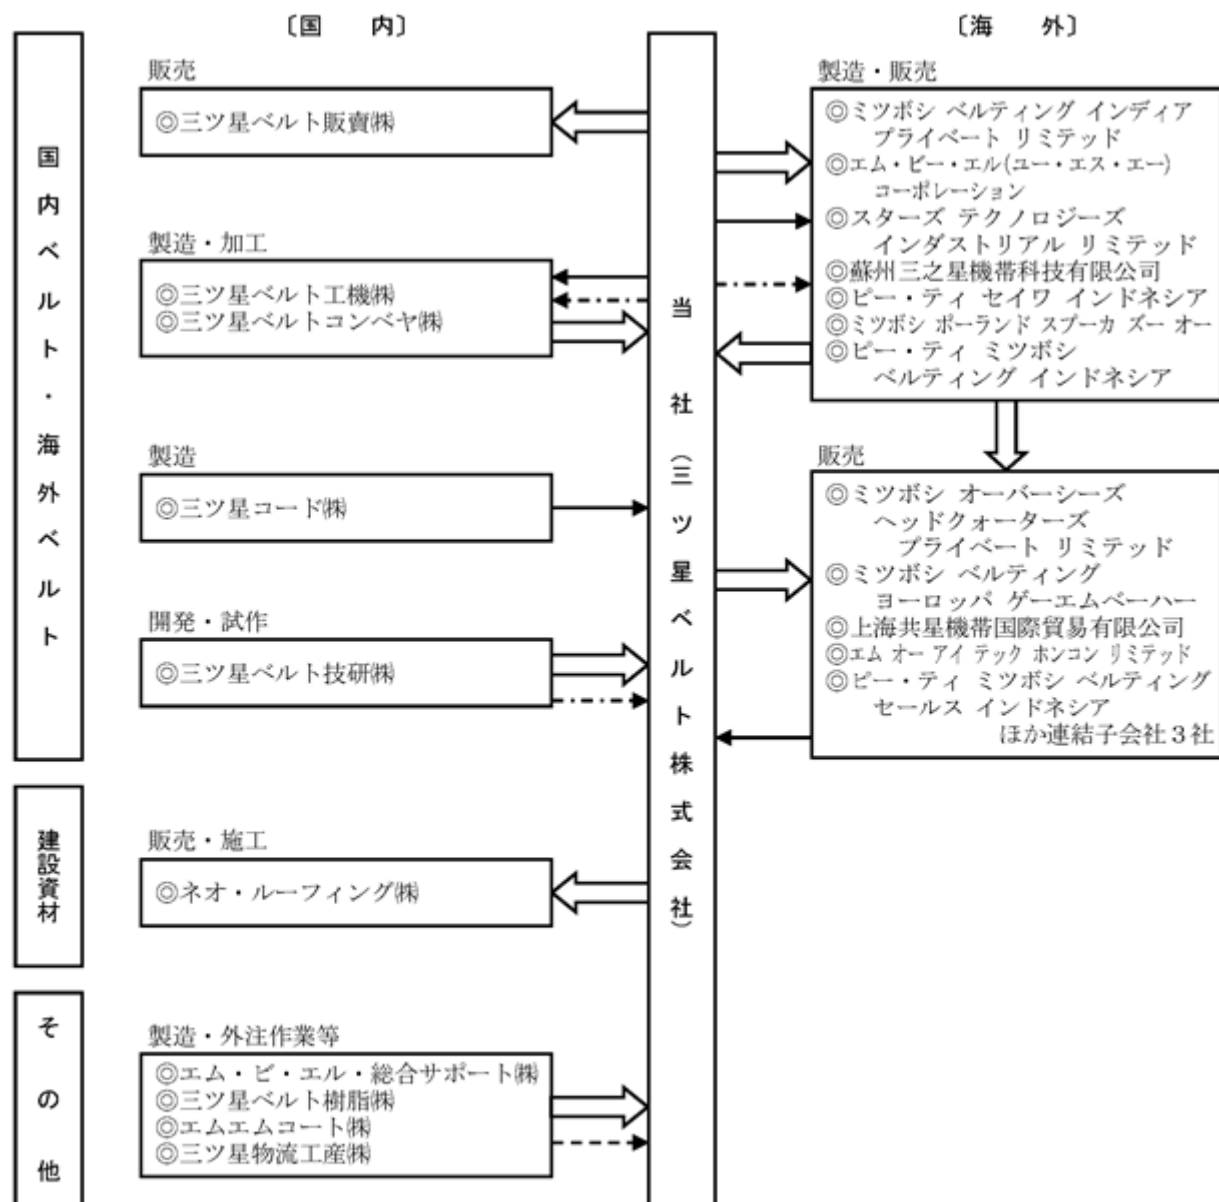 〔国　内〕
国内ベルト・海外ベルト
販売
◎三ツ星ベルト販賣㈱
製造・加工
◎三ツ星ベルト工機㈱
◎三ツ星ベルトコンベヤ㈱
製造
◎三ツ星コード㈱
開発・試作
◎三ツ星ベルト技研㈱
建設資材
販売・施工
◎ネオ・ルーフィング㈱
その他
製造・外注作業等
◎エム・ビ・エル・総合サポート㈱
◎三ツ星ベルト樹脂㈱
◎エムエムコート㈱
◎三ツ星物流工産㈱
当社（三ツ星ベルト株式会社）
〔海　外〕
製造・販売
◎ミツボシ ベルティング インディア
プライベート リミテッド
◎エム・ビー・エル(ユー・エス・エー)
コーポレーション
◎スターズ テクノロジーズ
インダストリアル リミテッド
◎蘇州三之星機帯科技有限公司
◎ピー・ティ セイワ インドネシア
◎ミツボシ ポーランド スプーカ ズー オー
◎ピー・ティ ミツボシ
ベルティング インドネシア
販売
◎ミツボシ オーバーシーズ
ヘッドクォーターズ
プライベート リミテッド
◎ミツボシ ベルティング
ヨーロッパ ゲーエムベーハー
◎上海共星機帯国際貿易有限公司
◎エム オー アイ テック ホンコン リミテッド
◎ピー・ティ ミツボシ ベルティング
セールス インドネシア
ほか連結子会社３社